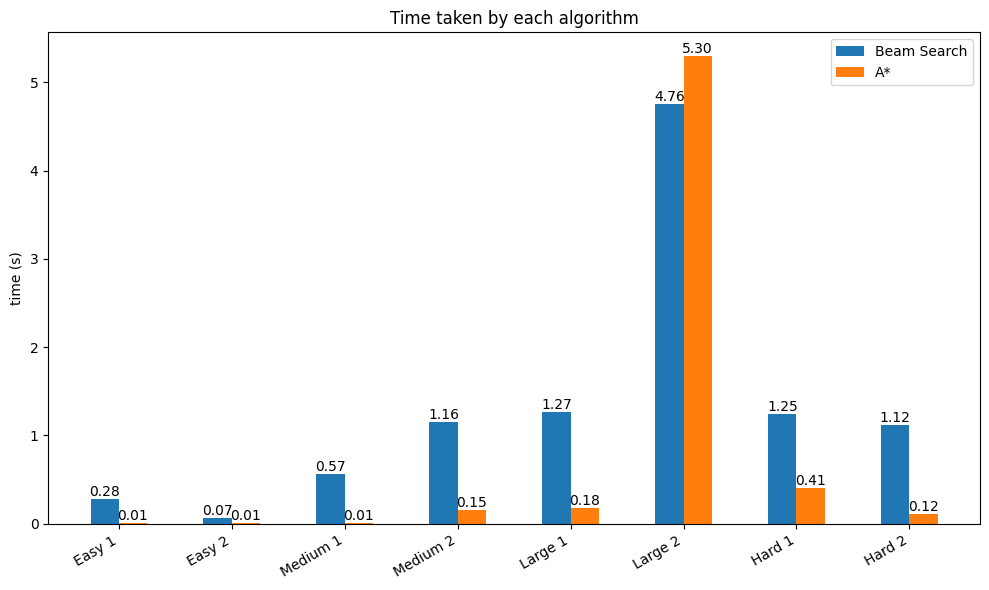 Time taken by each algorithm
Beam Search
A*
time (s)
5
4
3
2
1
0
0.28
0.01
0.07
0.01
0.57
0.01
1.16
0.15
1.27
0.18
4.76
5.30
1.25
0.41
1.12
0.12
Easy 1
Easy 2
Medium 1
Medium 2
Large 1
Large 2
Hard 1
Hard 2